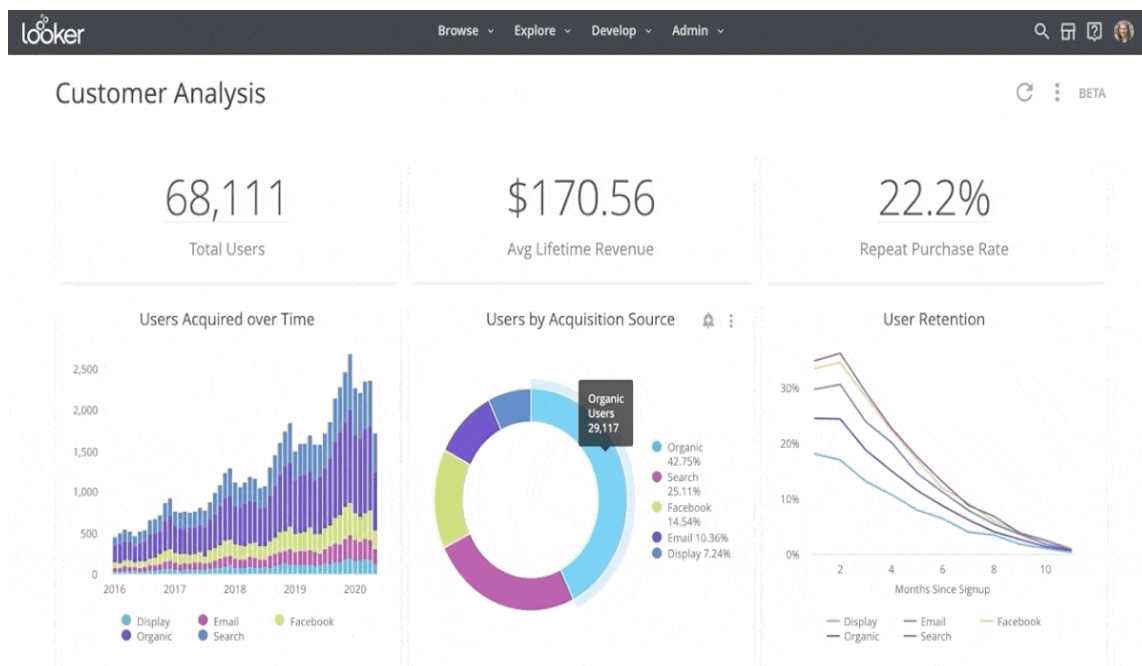 looker
Browse Explore Develop Admin
Customer Analysis
BETA
68,111
Total Users
$170.56
Avg Lifetime Revenue
22.2%
Repeat Purchase Rate
Users Acquired over Time
2,500
2,000
1,500
1,000
500
0
2016 2017 2018 2019 2020
Display Email Facebook
Organic Search
Users by Acquisition Source
Organic
Users
29,117
Organic
42.75%
Search
25.11%
Facebook
14.54%
Email 10.36%
Display 7.24%
User Retention
30%
20%
10%
0%
2 4 6 8 10
Months Since Signup
Display Email Facebook
Organic Search